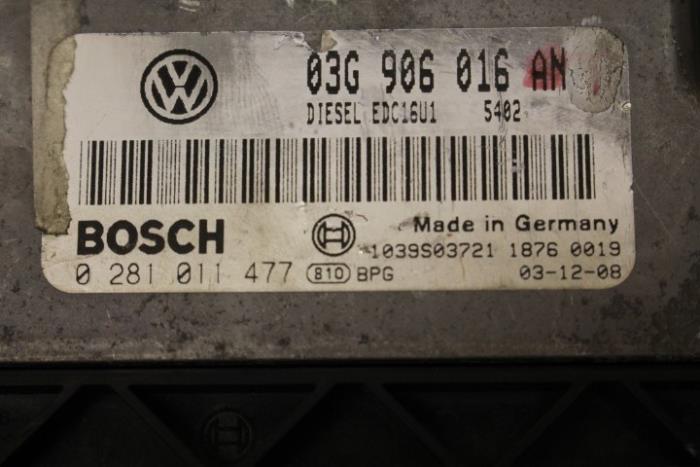 03G 906 016 AN
DIESEL EDC16U1 5402
BOSCH
Made in Germany
1039S03721 1876 0019
0 281 011 477 810 BPG 03-12-08